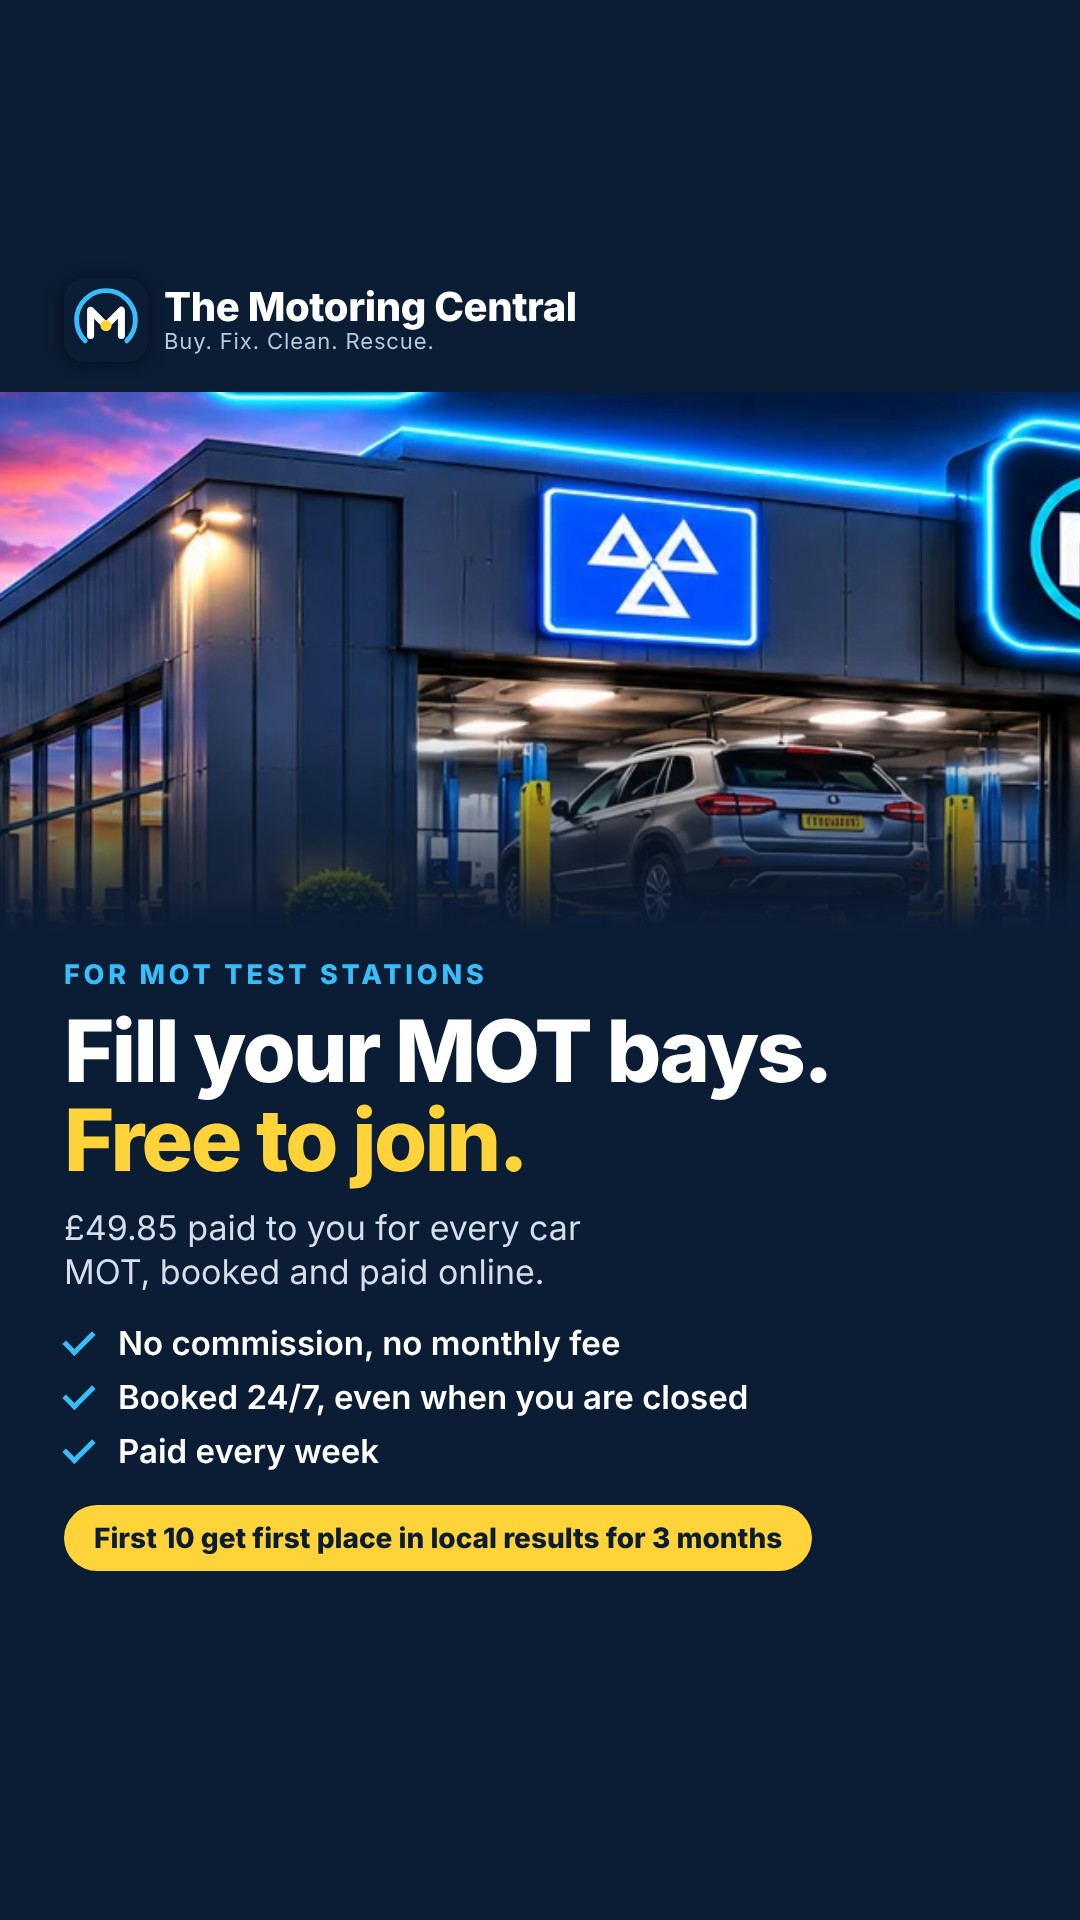 The Motoring Central
Buy. Fix. Clean. Rescue.
FOR MOT TEST STATIONS
Fill your MOT bays.
Free to join.
£49.85 paid to you for every car
MOT, booked and paid online.
No commission, no monthly fee
Booked 24/7, even when you are closed
Paid every week
First 10 get first place in local results for 3 months